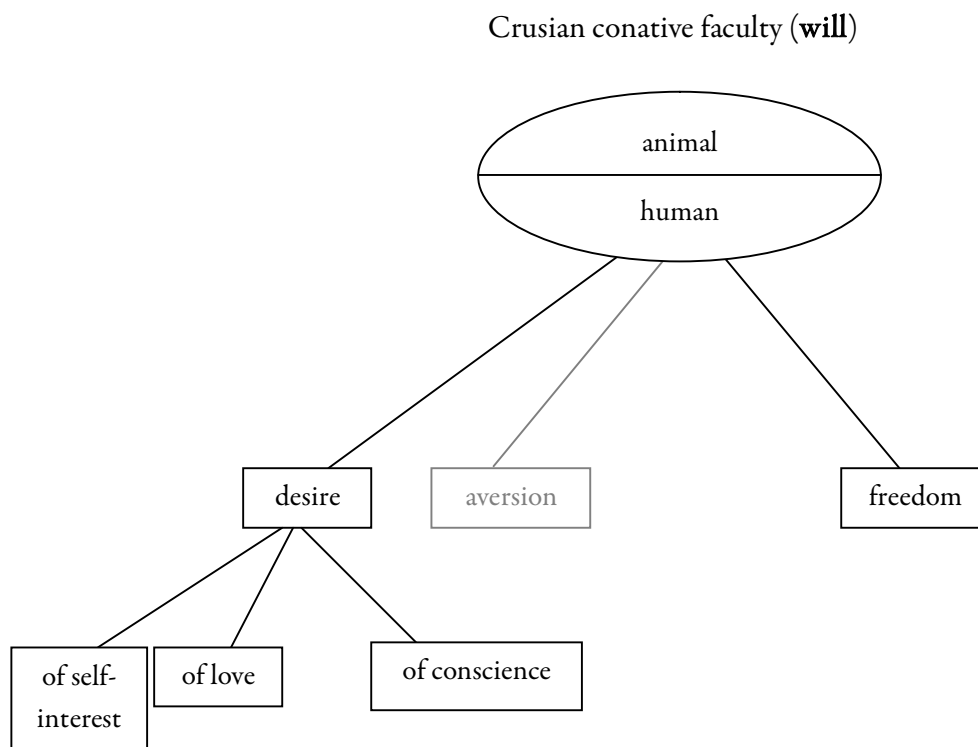 Crusian conative faculty (will)
animal
human
desire
aversion
freedom
of self-
interest
of love
of conscience